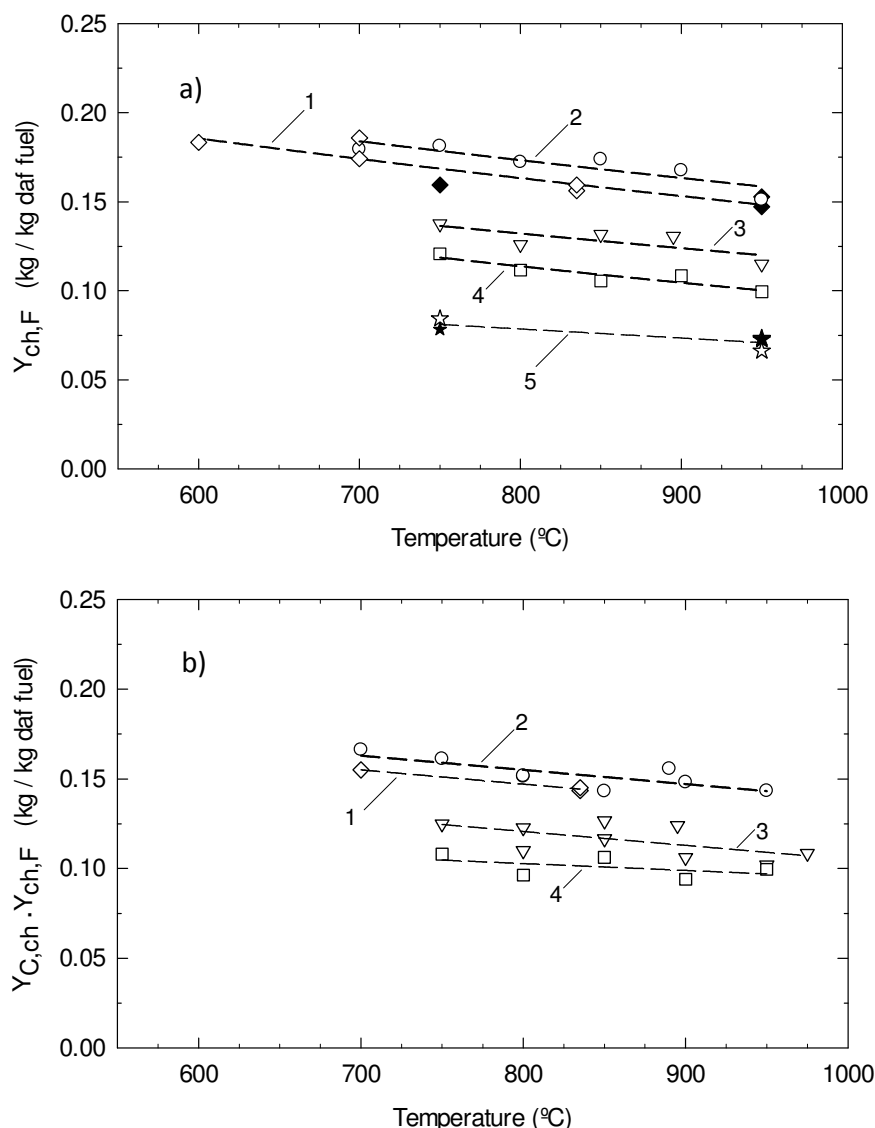 0.25
a)
1
2
0.20
0.15
3
4
0.10
5
0.05
0.00
600 700 800 900 1000
Temperature (ºC)
Y ch,F (kg / kg daf fuel)
0.25
b)
2
0.20
0.15
1
3
0.10
4
0.05
0.00
600 700 800 900 1000
Temperature (ºC)
Y C,ch . Y ch,F (kg / kg daf fuel)